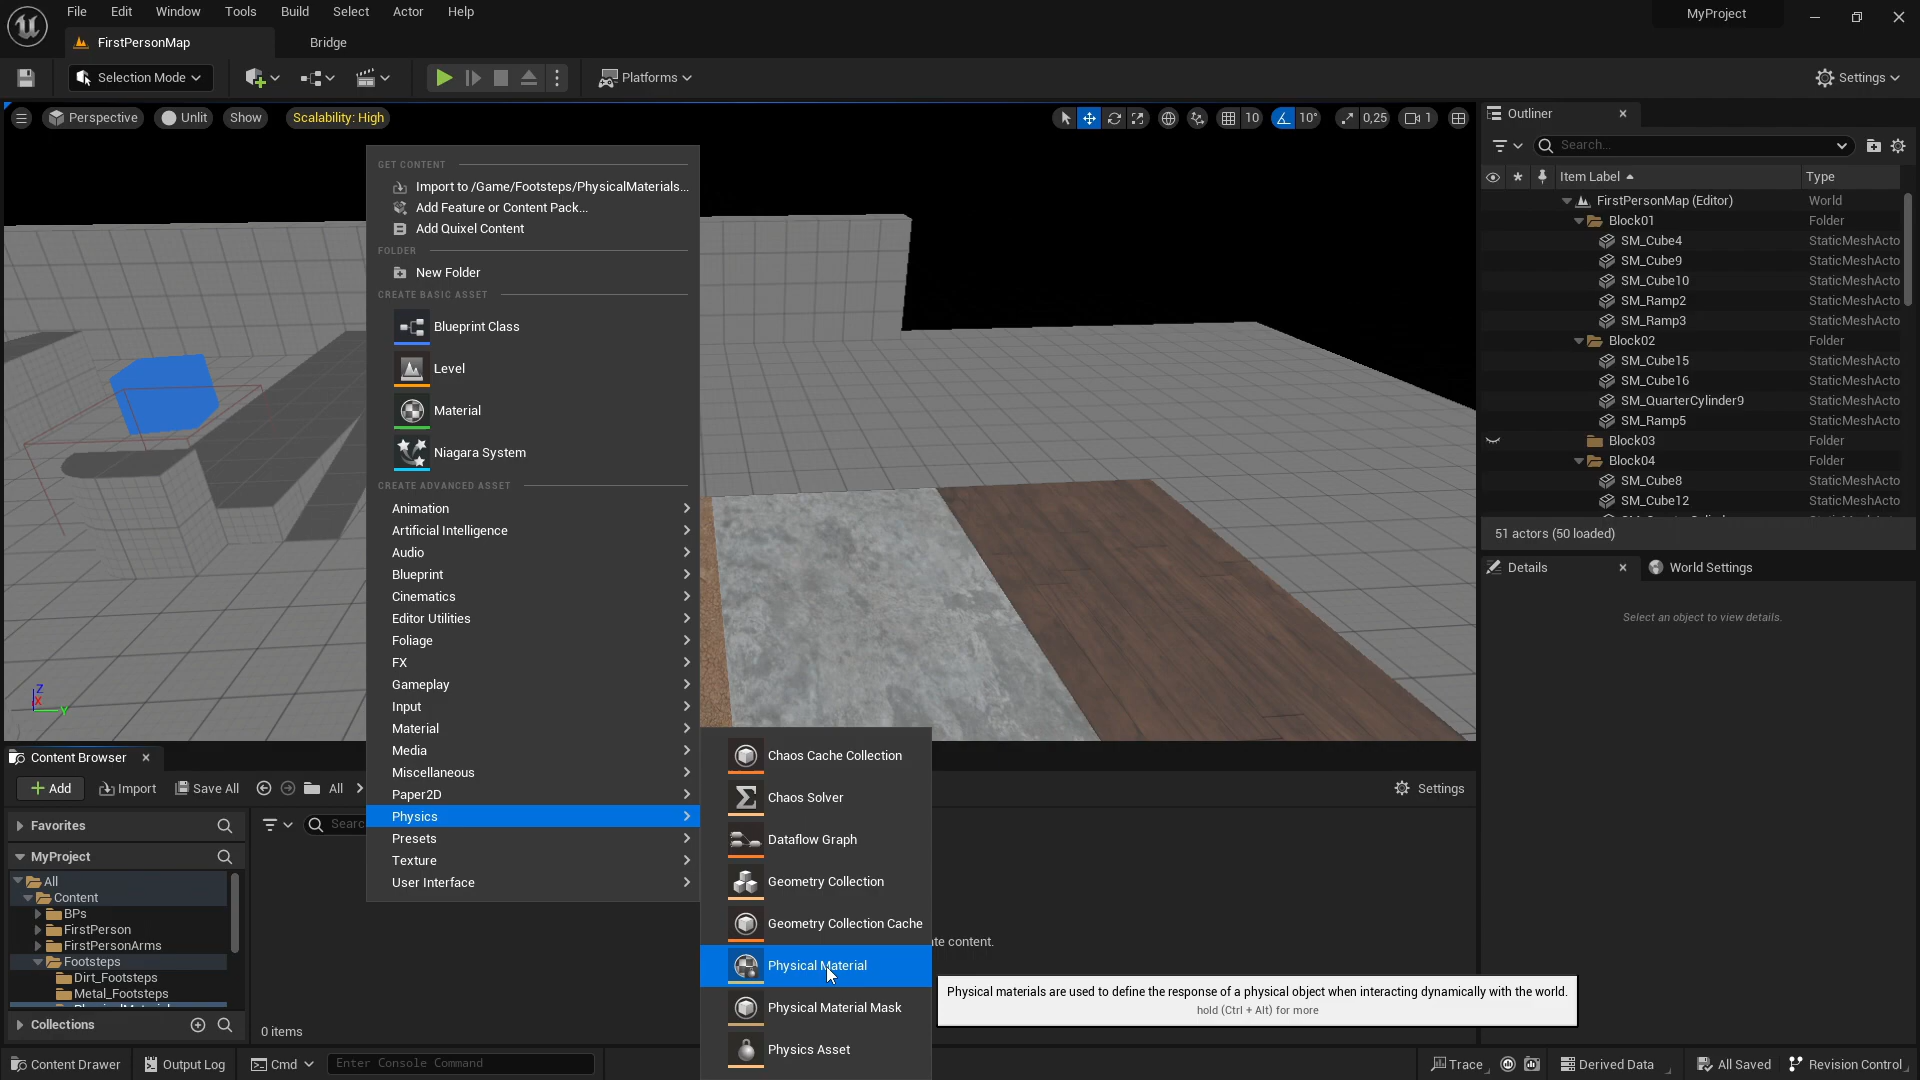 File Edit Window Tools Build Select Actor Help
MyProject
FirstPersonMap
Bridge
Selection Mode
Platforms
Settings
Perspective
Unlit
Show
Scalability: High
10
10°
0,25
1
Outliner
Search...
Item Label
Type
FirstPersonMap (Editor) World
Block01 Folder
SM_Cube4 StaticMeshActo
SM_Cube9 StaticMeshActo
SM_Cube10 StaticMeshActo
SM_Ramp2 StaticMeshActo
SM_Ramp3 StaticMeshActo
Block02 Folder
SM_Cube15 StaticMeshActo
SM_Cube16 StaticMeshActo
SM_QuarterCylinder9 StaticMeshActo
SM_Ramp5 StaticMeshActo
Block03 Folder
Block04 Folder
SM_Cube8 StaticMeshActo
SM_Cube12 StaticMeshActo
51 actors (50 loaded)
Details
World Settings
Select an object to view details.
GET CONTENT
Import to /Game/Footsteps/PhysicalMaterials...
Add Feature or Content Pack...
Add Quixel Content
FOLDER
New Folder
CREATE BASIC ASSET
Blueprint Class
Level
Material
Niagara System
CREATE ADVANCED ASSET
Animation
Artificial Intelligence
Audio
Blueprint
Cinematics
Editor Utilities
Foliage
FX
Gameplay
Input
Material
Media
Miscellaneous
Paper2D
Physics
Presets
Texture
User Interface
Chaos Cache Collection
Chaos Solver
Dataflow Graph
Geometry Collection
Geometry Collection Cache
Physical Material
Physical Material Mask
Physics Asset
Physical materials are used to define the response of a physical object when interacting dynamically with the world.
hold (Ctrl + Alt) for more
te content.
Z
X
Y
Content Browser
Add
Import
Save All
All
Settings
Favorites
Searc
MyProject
All
Content
BPs
FirstPerson
FirstPersonArms
Footsteps
Dirt_Footsteps
Metal_Footsteps
Collections
0 items
Content Drawer
Output Log
Cmd
Enter Console Command
Trace
Derived Data
All Saved
Revision Control